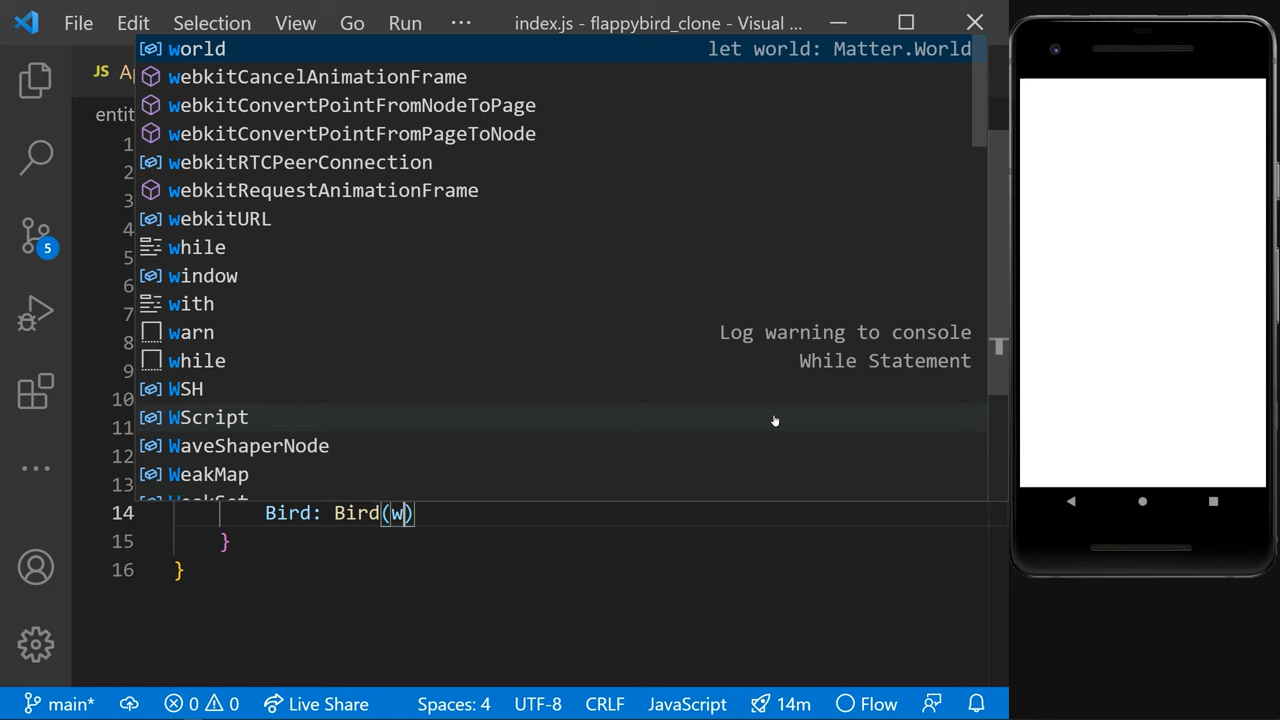 File Edit Selection View Go Run ··· index.js - flappybird_clone - Visual ...
JS Ap
entit
world let world: Matter.World
webkitCancelAnimationFrame
webkitConvertPointFromNodeToPage
webkitConvertPointFromPageToNode
webkitRTCPeerConnection
webkitRequestAnimationFrame
webkitURL
while
window
with
warn Log warning to console
while While Statement
WSH
WScript
WaveShaperNode
WeakMap
WeakSet
1
2
3
4
5
6
7
8
9
10
11
12
13
14 Bird: Bird(w)
15 }
16 }
5
main* 0 0 Live Share Spaces: 4 UTF-8 CRLF JavaScript 14m Flow